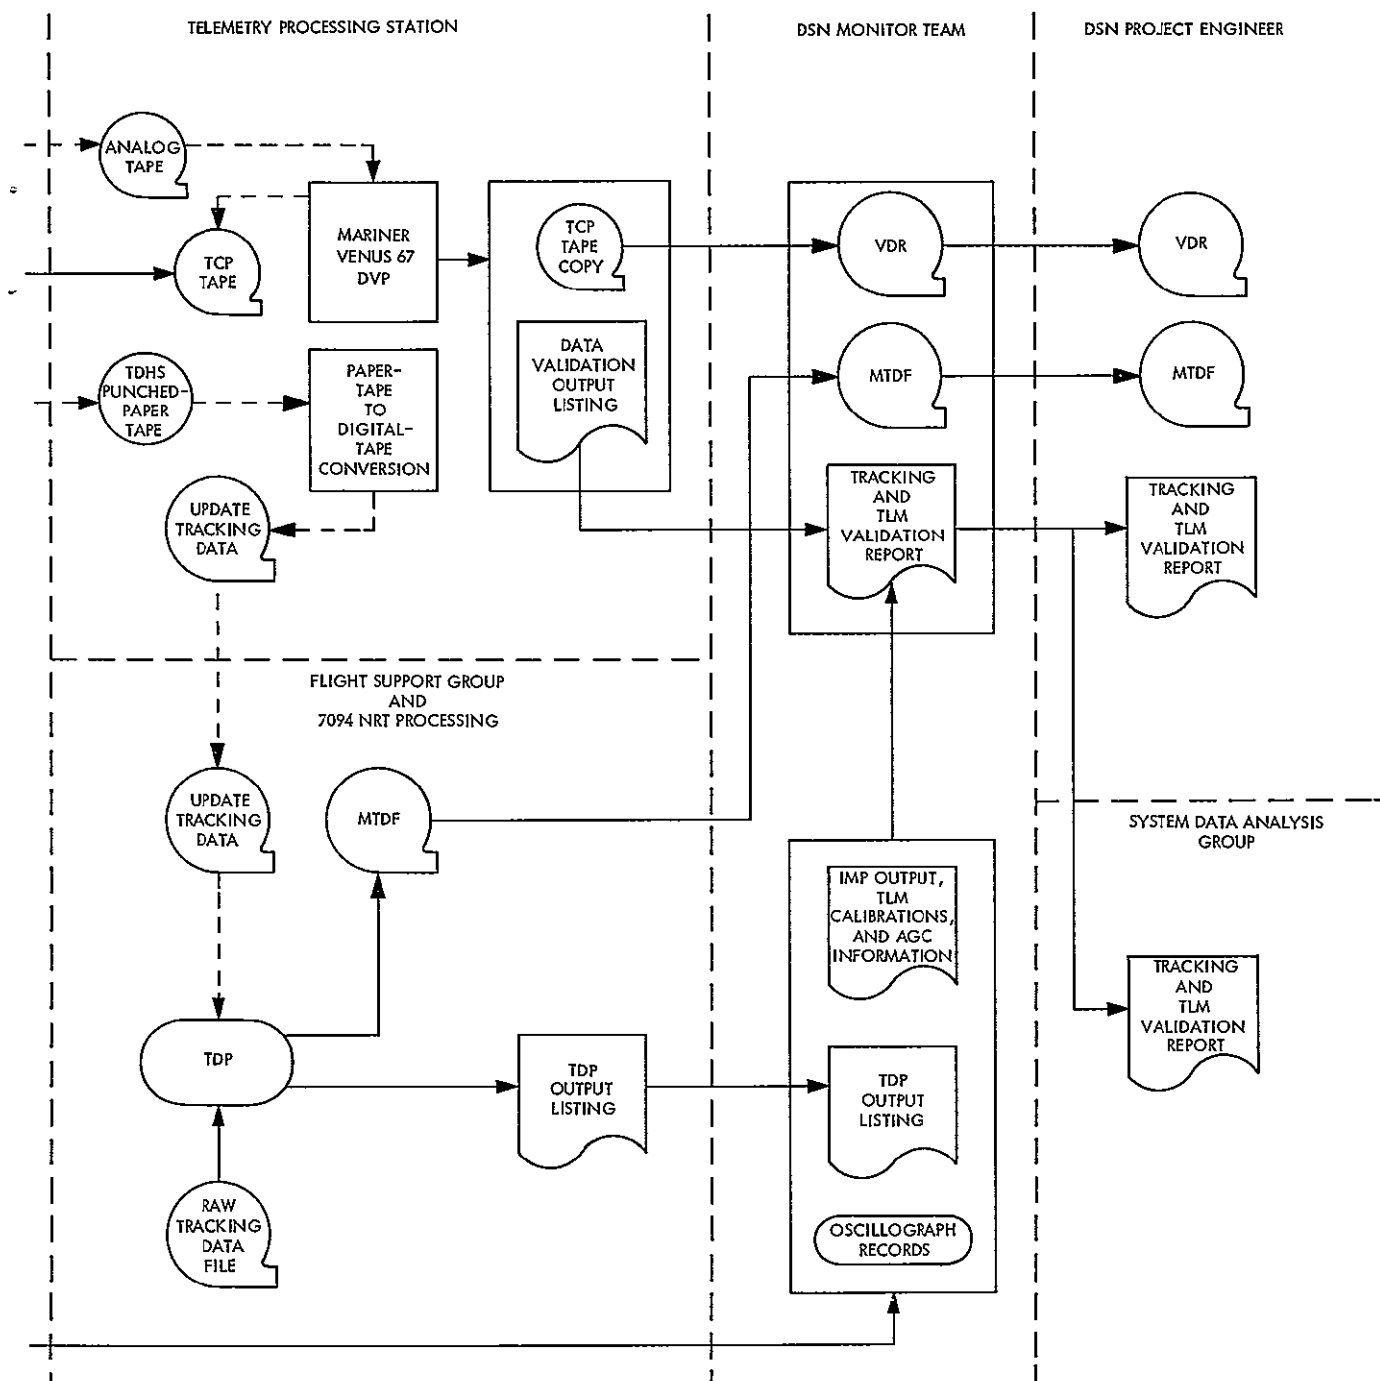 TELEMETRY PROCESSING STATION
DSN MONITOR TEAM
DSN PROJECT ENGINEER
ANALOG
TAPE
TCP
TAPE
MARINER
VENUS 67
DVP
TCP
TAPE
COPY
VDR
VDR
TDHS
PUNCHED-
PAPER
TAPE
PAPER-
TAPE
TO
DIGITAL-
TAPE
CONVERSION
DATA
VALIDATION
OUTPUT
LISTING
MTDF
MTDF
UPDATE
TRACKING
DATA
TRACKING
AND
TLM
VALIDATION
REPORT
TRACKING
AND
TLM
VALIDATION
REPORT
FLIGHT SUPPORT GROUP
AND
7094 NRT PROCESSING
UPDATE
TRACKING
DATA
MTDF
SYSTEM DATA ANALYSIS
GROUP
IMP OUTPUT,
TLM
CALIBRATIONS,
AND AGC
INFORMATION
TRACKING
AND
TLM
VALIDATION
REPORT
TDP
TDP
OUTPUT
LISTING
TDP
OUTPUT
LISTING
RAW
TRACKING
DATA
FILE
OSCILLOGRAPH
RECORDS